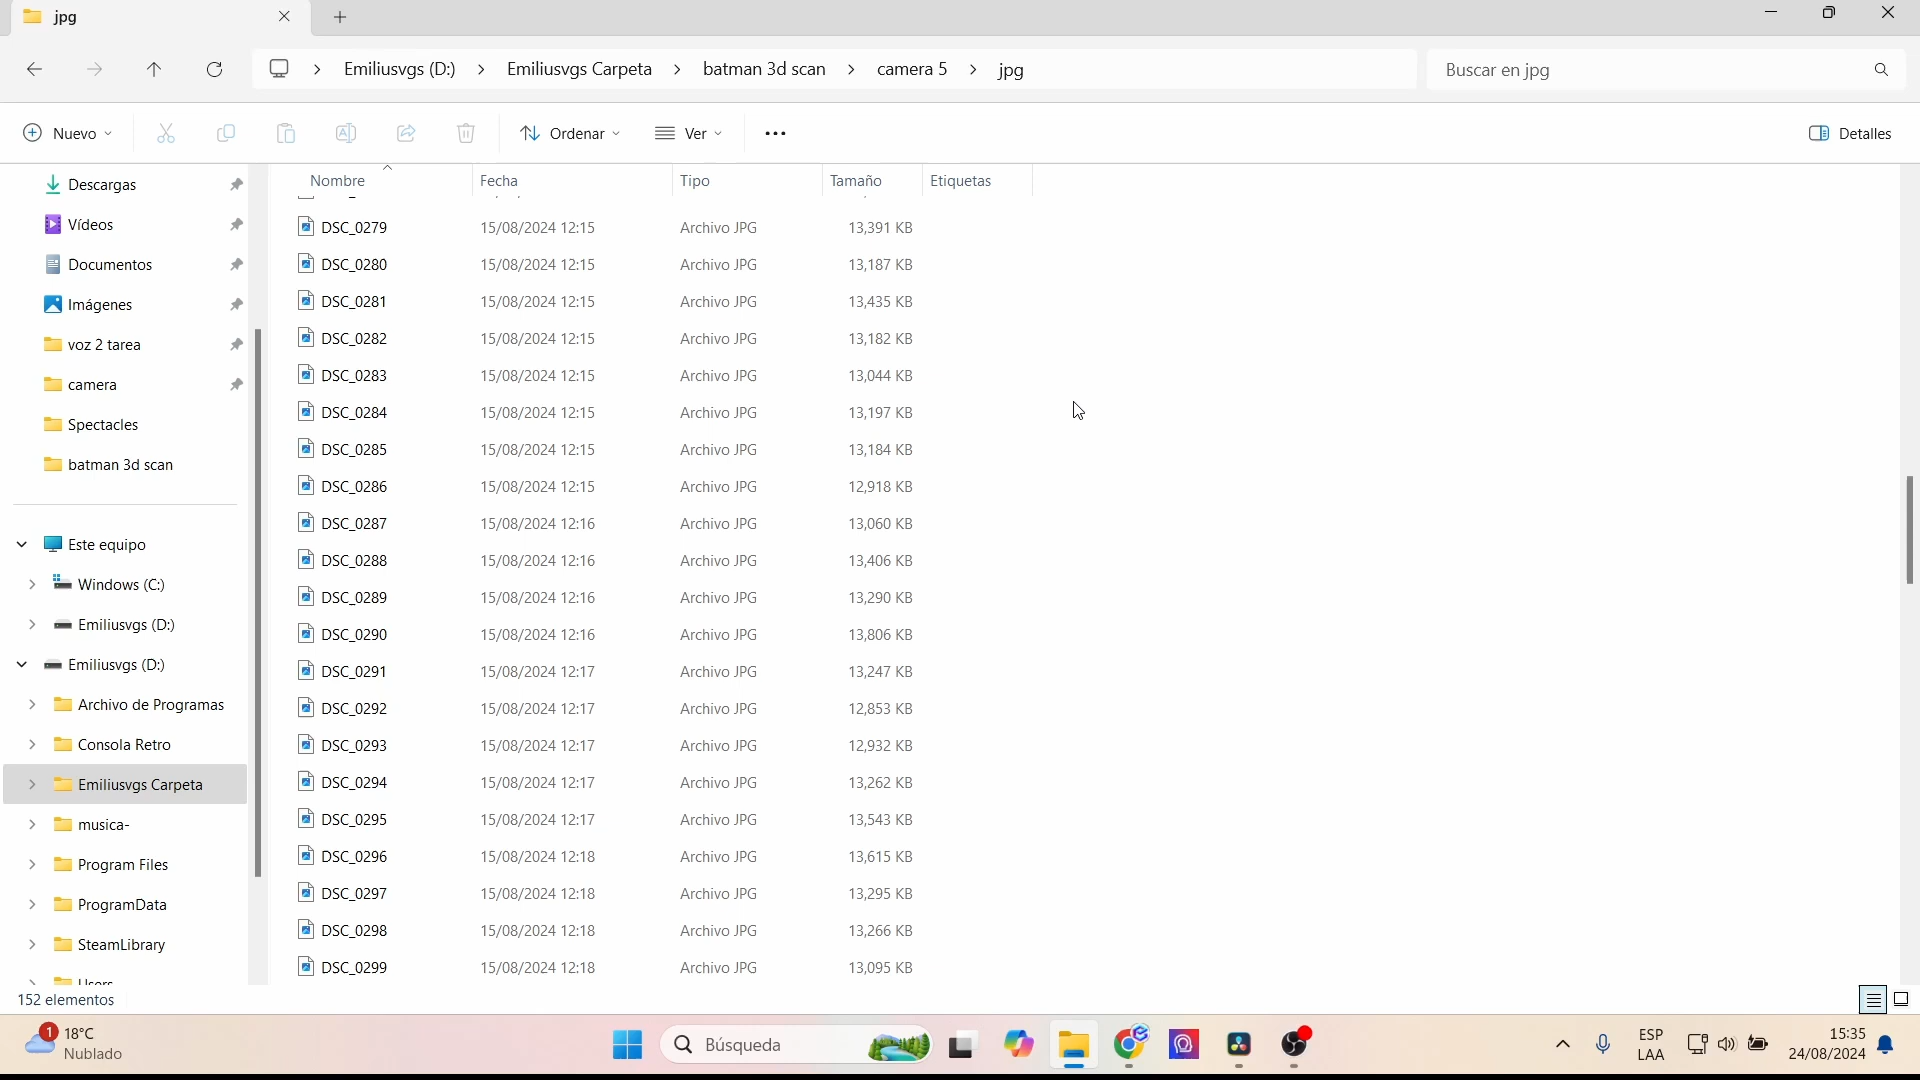 jpg
Emiliusvgs (D:) > Emiliusvgs Carpeta > batman 3d scan > camera 5 > jpg
Buscar en jpg
Nuevo
Ordenar
Ver
Detalles
Descargas
Vídeos
Documentos
Imágenes
voz 2 tarea
camera
Spectacles
batman 3d scan
Este equipo
Windows (C:)
Emiliusvgs (D:)
Emiliusvgs (D:)
Archivo de Programas
Consola Retro
Emiliusvgs Carpeta
musica-
Program Files
ProgramData
SteamLibrary
Users
Nombre Fecha Tipo Tamaño Etiquetas
DSC_0279 15/08/2024 12:15 Archivo JPG 13,391 KB
DSC_0280 15/08/2024 12:15 Archivo JPG 13,187 KB
DSC_0281 15/08/2024 12:15 Archivo JPG 13,435 KB
DSC_0282 15/08/2024 12:15 Archivo JPG 13,182 KB
DSC_0283 15/08/2024 12:15 Archivo JPG 13,044 KB
DSC_0284 15/08/2024 12:15 Archivo JPG 13,197 KB
DSC_0285 15/08/2024 12:15 Archivo JPG 13,184 KB
DSC_0286 15/08/2024 12:15 Archivo JPG 12,918 KB
DSC_0287 15/08/2024 12:16 Archivo JPG 13,060 KB
DSC_0288 15/08/2024 12:16 Archivo JPG 13,406 KB
DSC_0289 15/08/2024 12:16 Archivo JPG 13,290 KB
DSC_0290 15/08/2024 12:16 Archivo JPG 13,806 KB
DSC_0291 15/08/2024 12:17 Archivo JPG 13,247 KB
DSC_0292 15/08/2024 12:17 Archivo JPG 12,853 KB
DSC_0293 15/08/2024 12:17 Archivo JPG 12,932 KB
DSC_0294 15/08/2024 12:17 Archivo JPG 13,262 KB
DSC_0295 15/08/2024 12:17 Archivo JPG 13,543 KB
DSC_0296 15/08/2024 12:18 Archivo JPG 13,615 KB
DSC_0297 15/08/2024 12:18 Archivo JPG 13,295 KB
DSC_0298 15/08/2024 12:18 Archivo JPG 13,266 KB
DSC_0299 15/08/2024 12:18 Archivo JPG 13,095 KB
152 elementos
1
18°C
Nublado
Búsqueda
ESP
LAA
15:35
24/08/2024